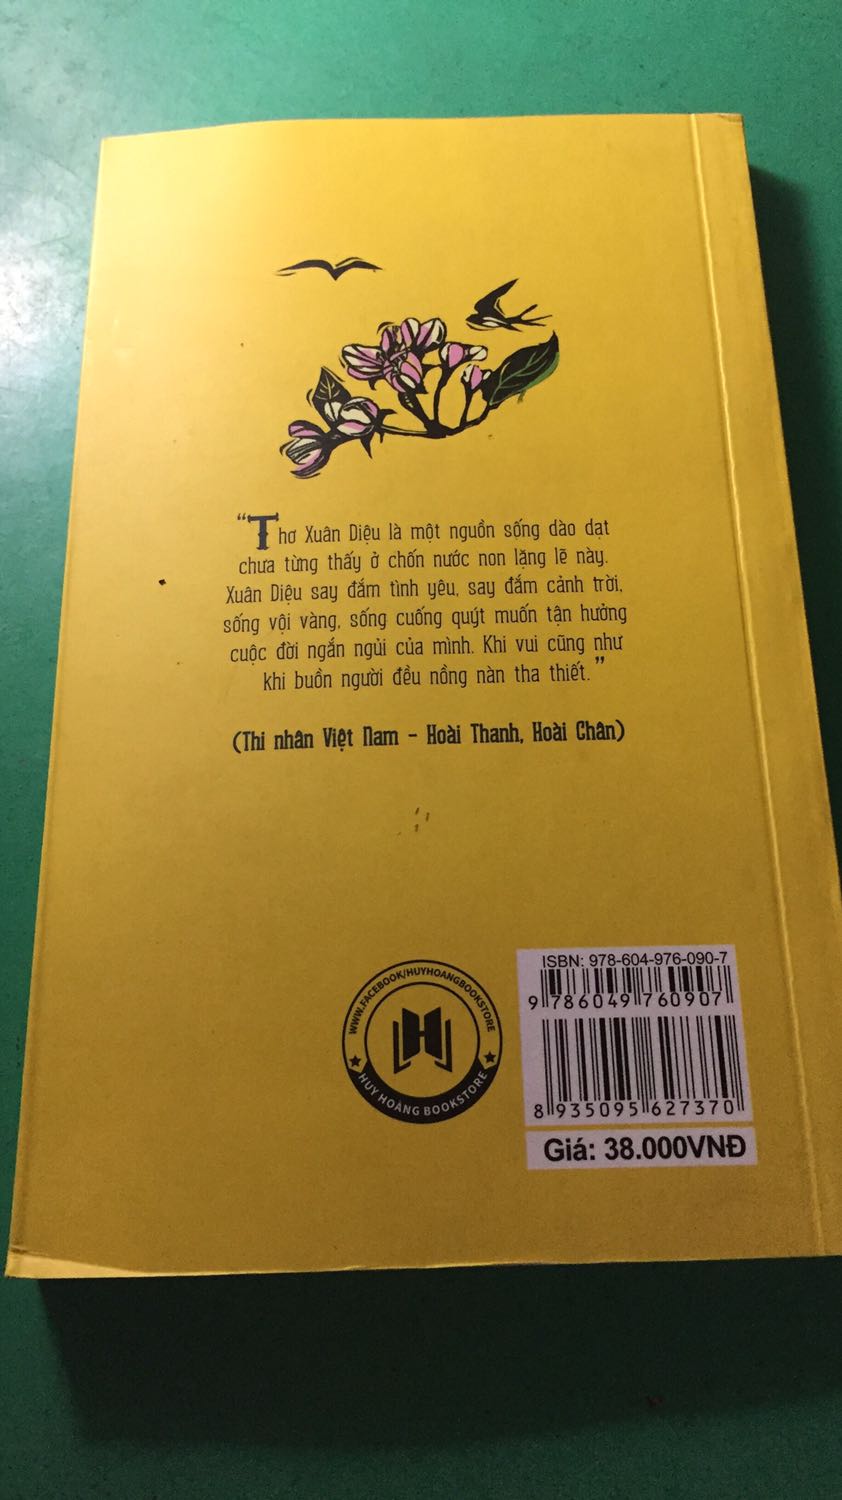 “Thơ Xuân Diệu là một nguồn sống dào dạt
chưa từng thấy ở chốn nước non lặng lẽ này.
Xuân Diệu say đắm tình yêu, say đắm cảnh trời,
sống vội vàng, sống cuống quýt muốn tận hưởng
cuộc đời ngắn ngủi của mình. Khi vui cũng như
khi buồn người đều nồng nàn tha thiết.”
(Thi nhân Việt Nam - Hoài Thanh, Hoài Chân)
WWW.FACEBOOK/HUYHOANGBOOKSTORE
H
HUY HOÀNG BOOKSTORE
ISBN: 978-604-976-090-7
9 786049 760907
8 935095 627370
Giá: 38.000VNĐ